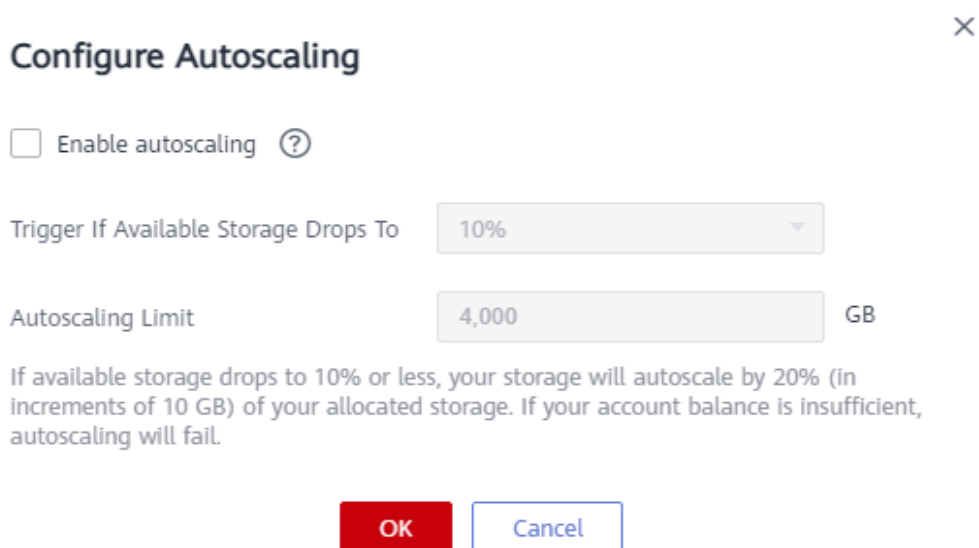 Configure Autoscaling
Enable autoscaling ?
Trigger If Available Storage Drops To 10%
Autoscaling Limit 4,000 GB
If available storage drops to 10% or less, your storage will autoscale by 20% (in
increments of 10 GB) of your allocated storage. If your account balance is insufficient,
autoscaling will fail.
OK Cancel